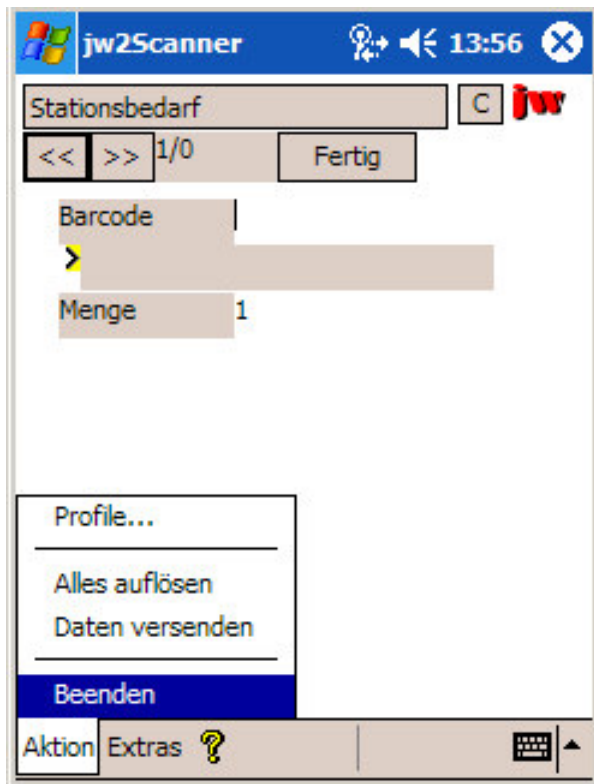 jw2Scanner 13:56
Stationsbedarf C jw
<< >> 1/0 Fertig
Barcode
>
Menge 1
Profile...
Alles auflösen
Daten versenden
Beenden
Aktion Extras ?